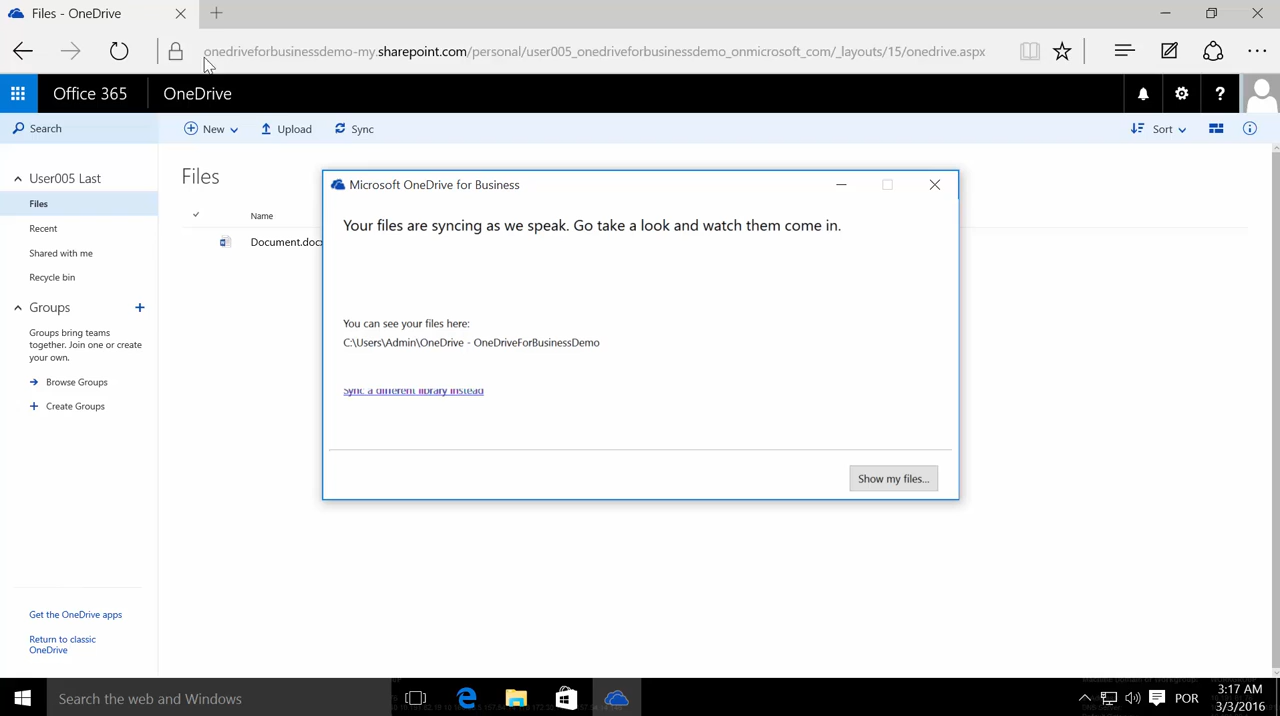 Files - OneDrive
onedriveforbusinessdemo-my.sharepoint.com/personal/user005_onedriveforbusinessdemo_onmicrosoft_com/_layouts/15/onedrive.aspx
Office 365
OneDrive
Search
New
Upload
Sync
Sort
User005 Last
Files
Recent
Shared with me
Recycle bin
Groups
Groups bring teams
together. Join one or create
your own.
Browse Groups
Create Groups
Get the OneDrive apps
Return to classic
OneDrive
Files
Name
Document.docx
Microsoft OneDrive for Business
Your files are syncing as we speak. Go take a look and watch them come in.
You can see your files here:
C:\Users\Admin\OneDrive - OneDriveForBusinessDemo
Sync a different library instead
Show my files...
Search the web and Windows
POR
3:17 AM
3/3/2016